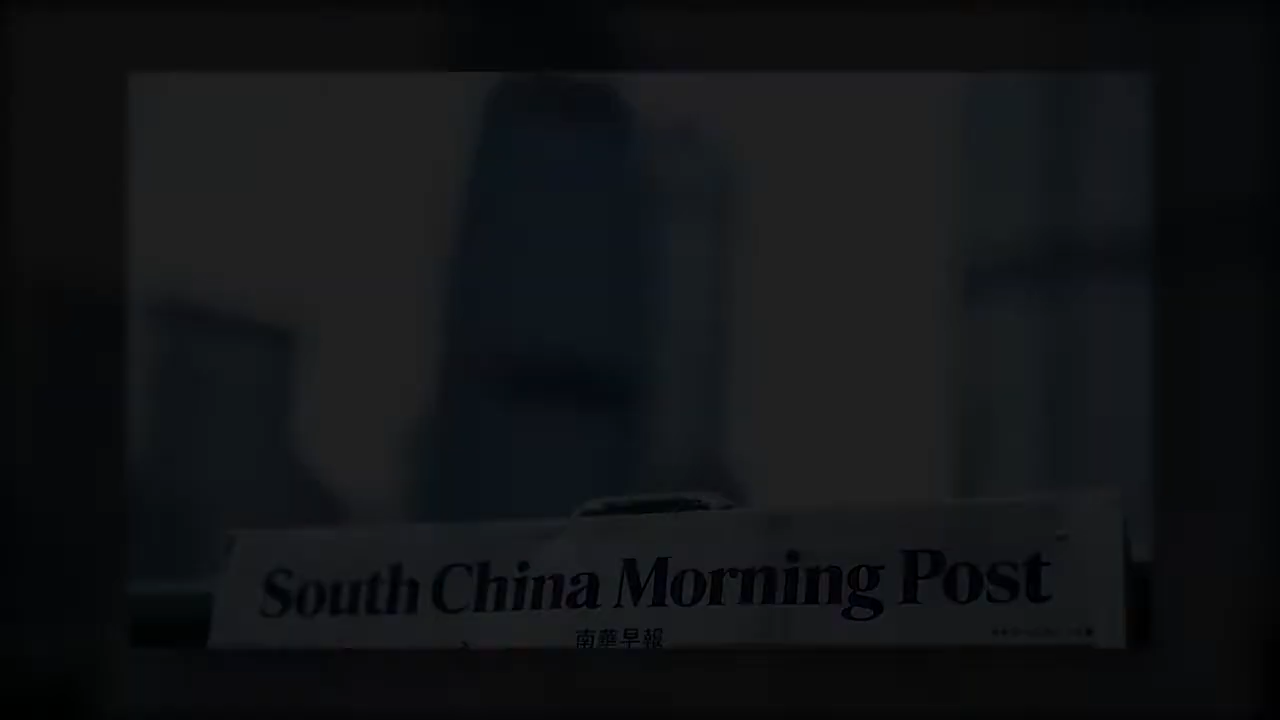 South China Morning Post
南華早報